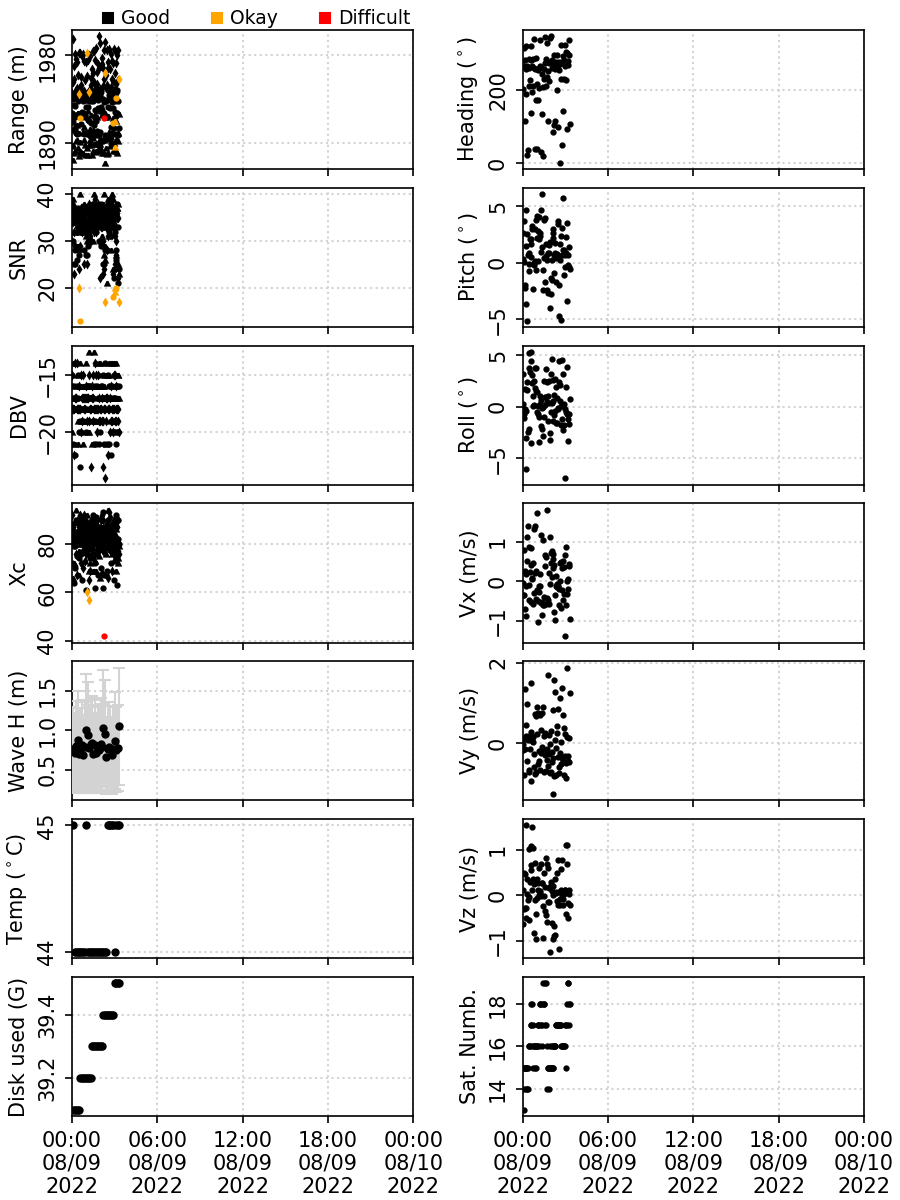 Good Okay Difficult
Range (m)
1980
1890
Heading (°)
200
0
SNR
40
30
20
Pitch (°)
5
0
−5
DBV
−15
−20
Roll (°)
5
0
−5
Xc
80
60
40
Vx (m/s)
1
0
−1
Wave H (m)
1.5
1.0
0.5
Vy (m/s)
2
0
Temp (°C)
45
44
Vz (m/s)
1
0
−1
Disk used (G)
39.4
39.2
Sat. Numb.
18
16
14
00:00 06:00 12:00 18:00 00:00
08/09 08/09 08/09 08/09 08/10
2022 2022 2022 2022 2022
00:00 06:00 12:00 18:00 00:00
08/09 08/09 08/09 08/09 08/10
2022 2022 2022 2022 2022